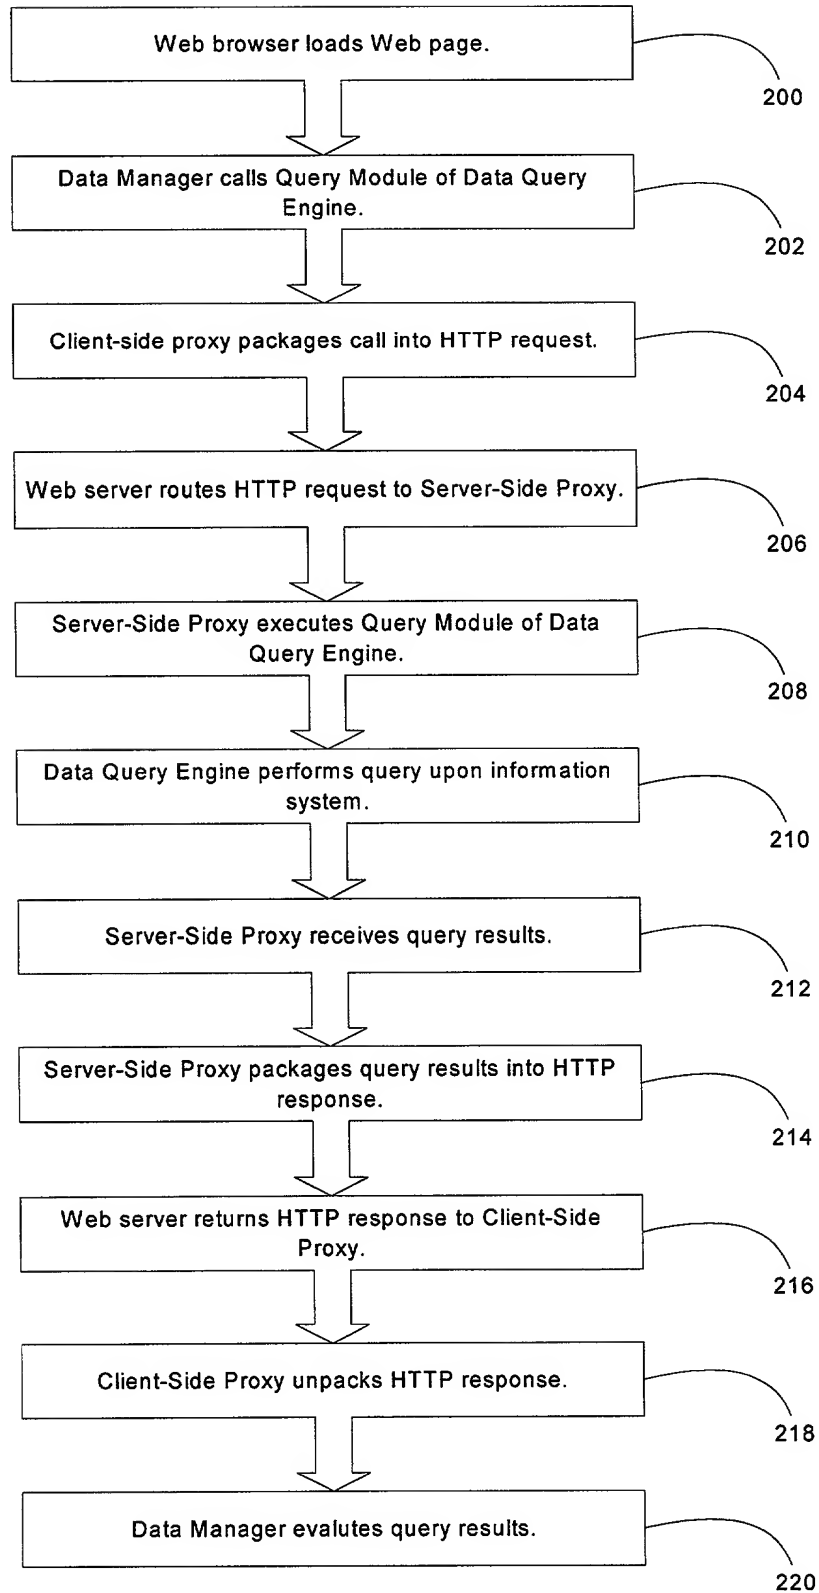 Web browser loads Web page.
200
Data Manager calls Query Module of Data Query
Engine.
202
Client-side proxy packages call into HTTP request.
204
Web server routes HTTP request to Server-Side Proxy.
206
Server-Side Proxy executes Query Module of Data
Query Engine.
208
Data Query Engine performs query upon information
system.
210
Server-Side Proxy receives query results.
212
Server-Side Proxy packages query results into HTTP
response.
214
Web server returns HTTP response to Client-Side
Proxy.
216
Client-Side Proxy unpacks HTTP response.
218
Data Manager evalutes query results.
220